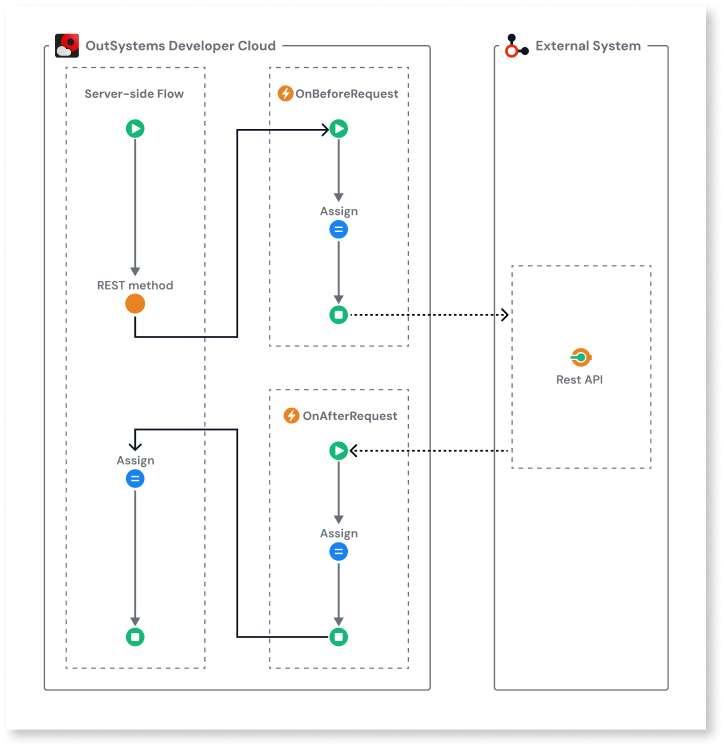 OutSystems Developer Cloud
External System
Server-side Flow
OnBeforeRequest
Assign
REST method
Rest API
OnAfterRequest
Assign
Assign